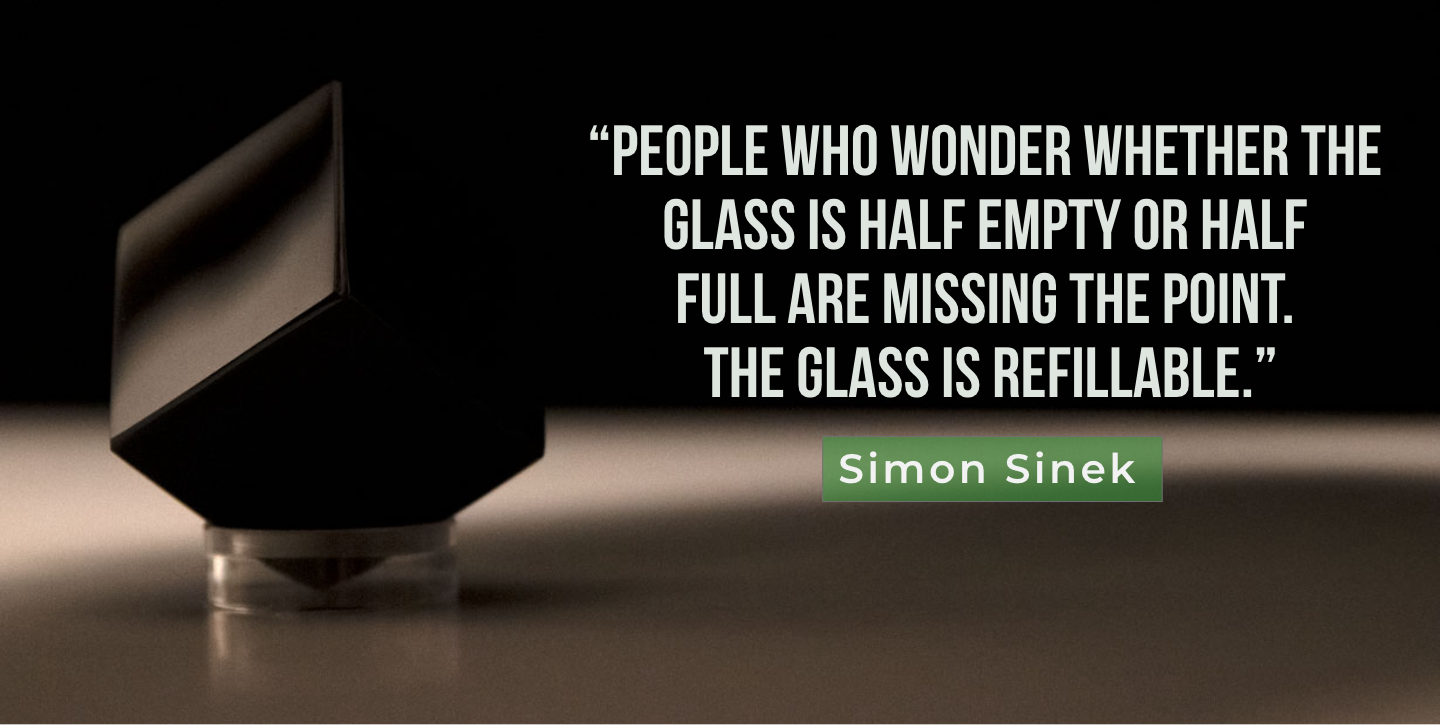 “PEOPLE WHO WONDER WHETHER THE
GLASS IS HALF EMPTY OR HALF
FULL ARE MISSING THE POINT.
THE GLASS IS REFILLABLE.”
Simon Sinek